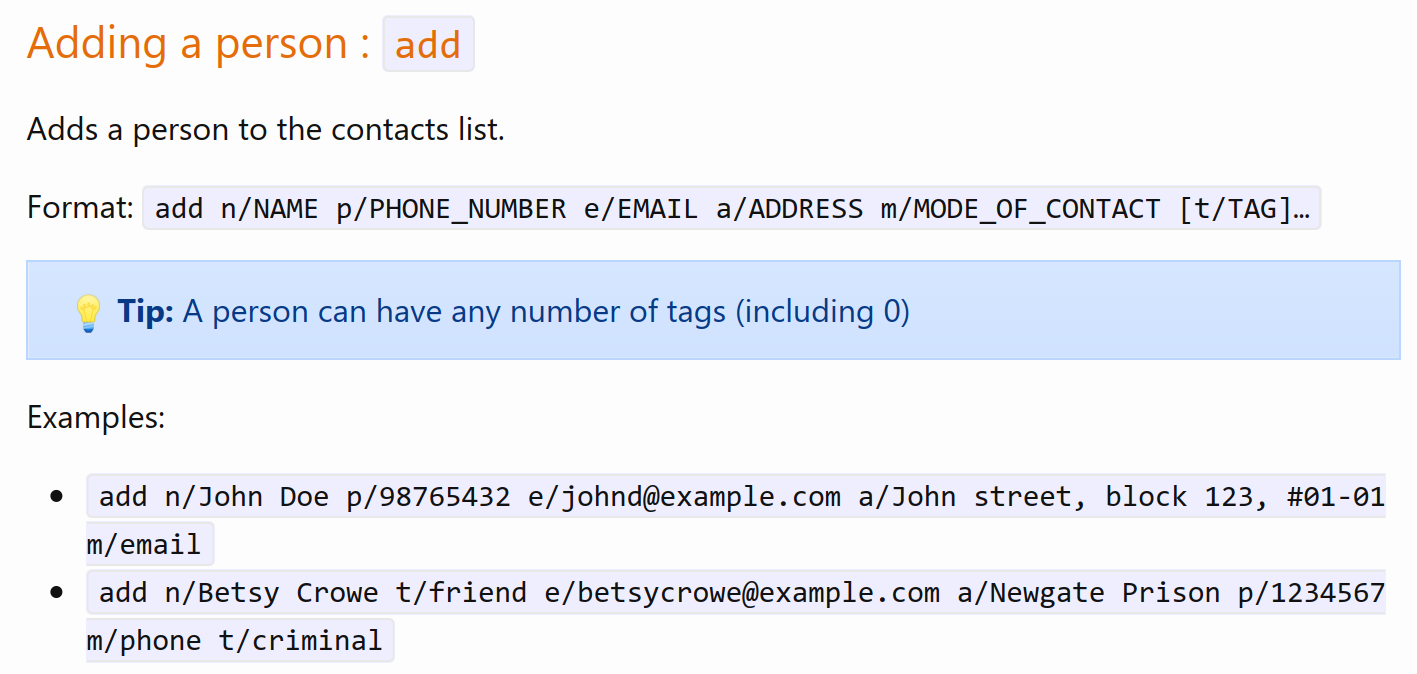 Adding a person : add
Adds a person to the contacts list.
Format: add n/NAME p/PHONE_NUMBER e/EMAIL a/ADDRESS m/MODE_OF_CONTACT [t/TAG]…
💡 Tip: A person can have any number of tags (including 0)
Examples:
• add n/John Doe p/98765432 e/johnd@example.com a/John street, block 123, #01-01
m/email
• add n/Betsy Crowe t/friend e/betsycrowe@example.com a/Newgate Prison p/1234567
m/phone t/criminal